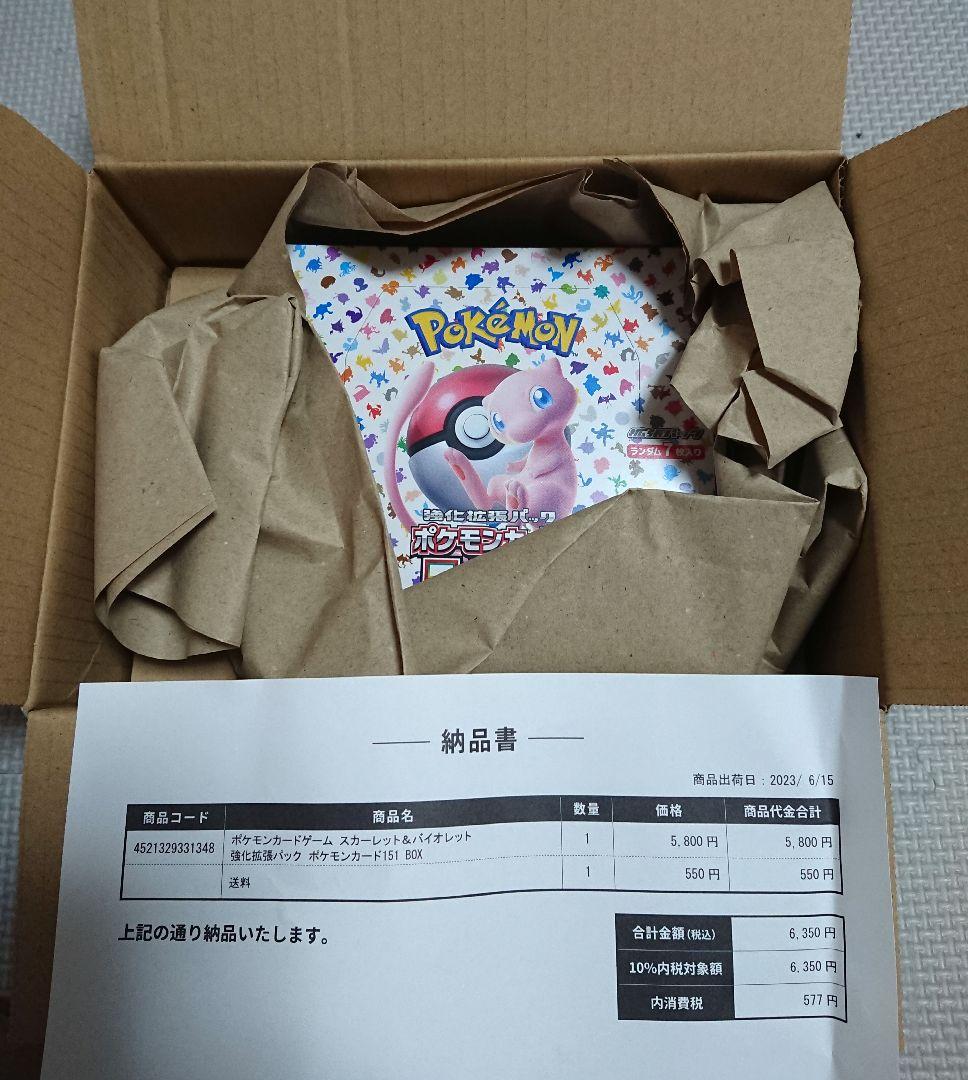 POKéMON
ランダム7枚入り
強化拡張パック
ポケモンカ
納品書
商品出荷日：2023/ 6/15
商品コード 商品名 数量 価格 商品代金合計
4521329331348 ポケモンカードゲーム スカーレット＆バイオレット 1 5,800 円 5,800 円
強化拡張パック ポケモンカード151 BOX
送料 1 550 円 550 円
上記の通り納品いたします。
合計金額(税込) 6,350 円
10%内税対象額 6,350 円
内消費税 577 円